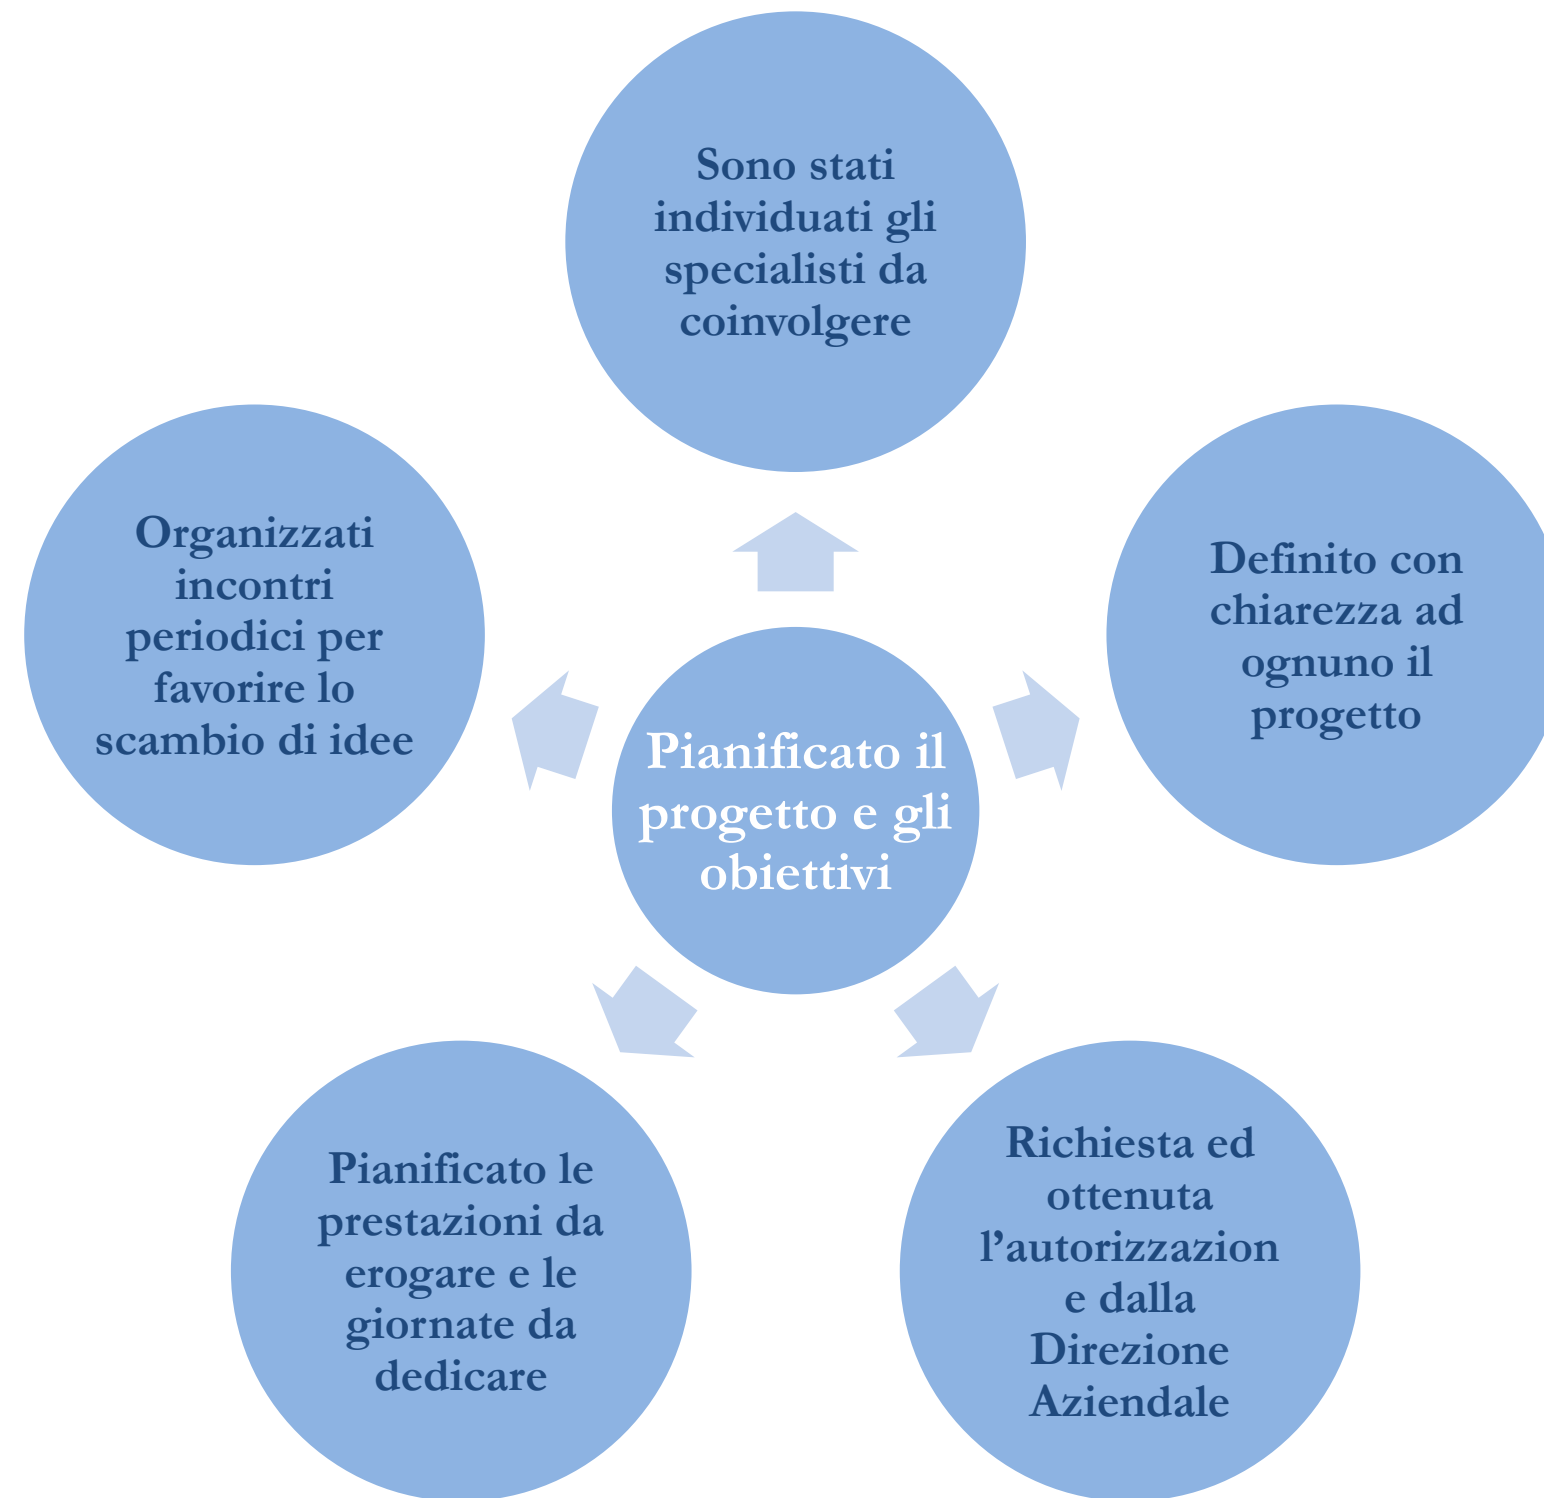 Sono stati
individuati gli
specialisti da
coinvolgere
Definito con
chiarezza ad
ognuno il
progetto
Richiesta ed
ottenuta
l’autorizzazion
e dalla
Direzione
Aziendale
Pianificato le
prestazioni da
erogare e le
giornate da
dedicare
Organizzati
incontri
periodici per
favorire lo
scambio di idee
Pianificato il
progetto e gli
obiettivi